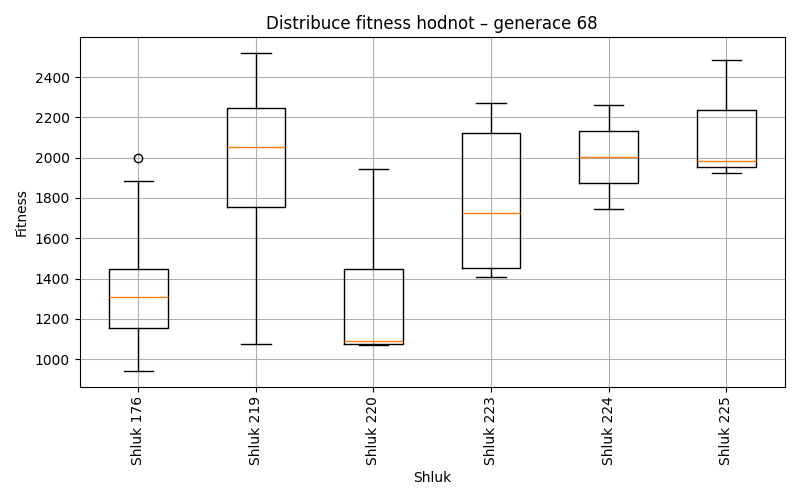 Distribuce fitness hodnot – generace 68
Fitness
2400
2200
2000
1800
1600
1400
1200
1000
Shluk 176
Shluk 219
Shluk 220
Shluk 223
Shluk 224
Shluk 225
Shluk